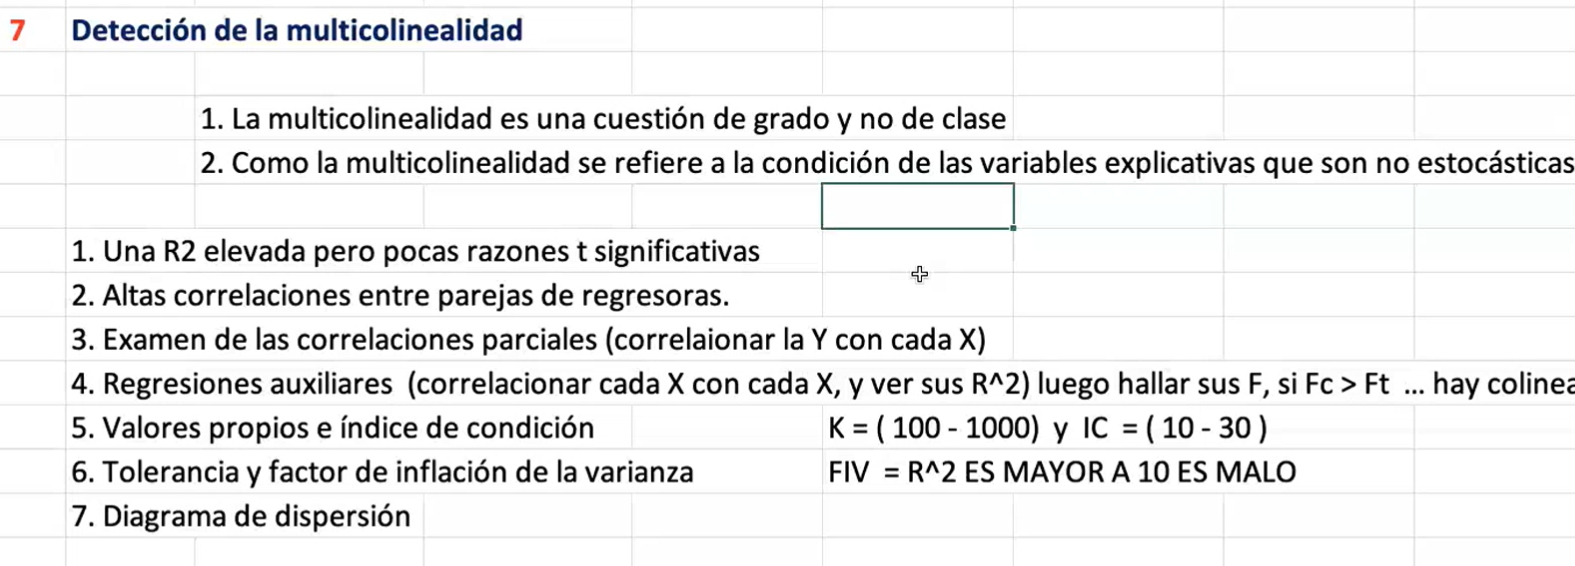 7 Detección de la multicolinealidad
1. La multicolinealidad es una cuestión de grado y no de clase
2. Como la multicolinealidad se refiere a la condición de las variables explicativas que son no estocásticas
1. Una R2 elevada pero pocas razones t significativas
2. Altas correlaciones entre parejas de regresoras.
3. Examen de las correlaciones parciales (correlaionar la Y con cada X)
4. Regresiones auxiliares (correlacionar cada X con cada X, y ver sus R^2) luego hallar sus F, si Fc > Ft ... hay
5. Valores propios e índice de condición K = ( 100 - 1000) y IC = ( 10 - 30 )
6. Tolerancia y factor de inflación de la varianza FIV = R^2 ES MAYOR A 10 ES MALO
7. Diagrama de dispersión